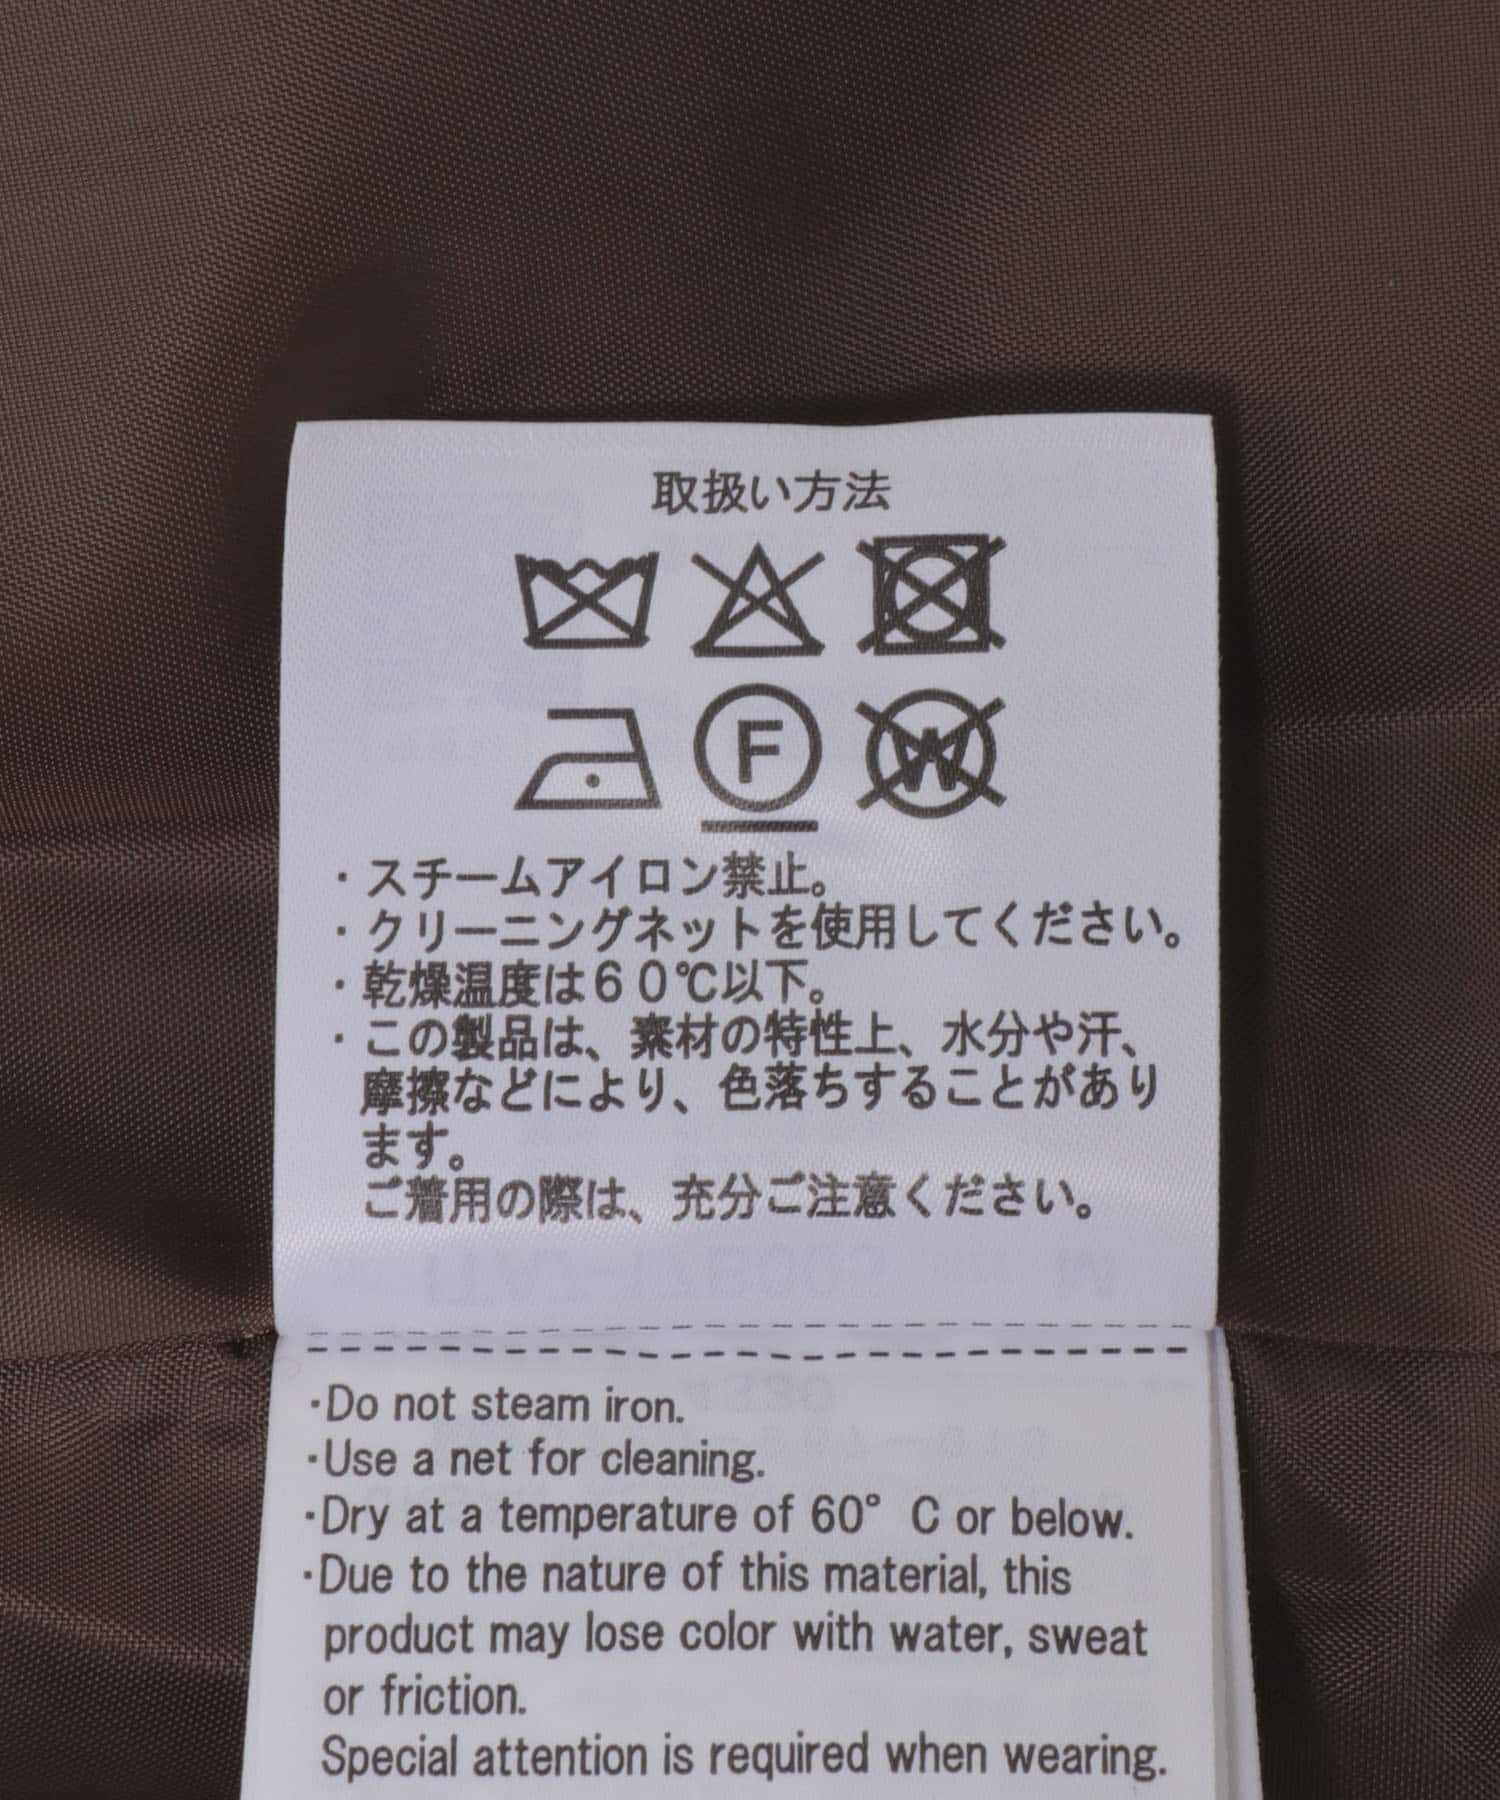 取扱い方法
F W
・スチームアイロン禁止。
・クリーニングネットを使用してください。
・乾燥温度は60℃以下。
・この製品は、素材の特性上、水分や汗、
摩擦などにより、色落ちすることがあり
ます。
ご着用の際は、充分ご注意ください。
・Do not steam iron.
・Use a net for cleaning.
・Dry at a temperature of 60° C or below.
・Due to the nature of this material, this
product may lose color with water, sweat
or friction.
Special attention is required when wearing.